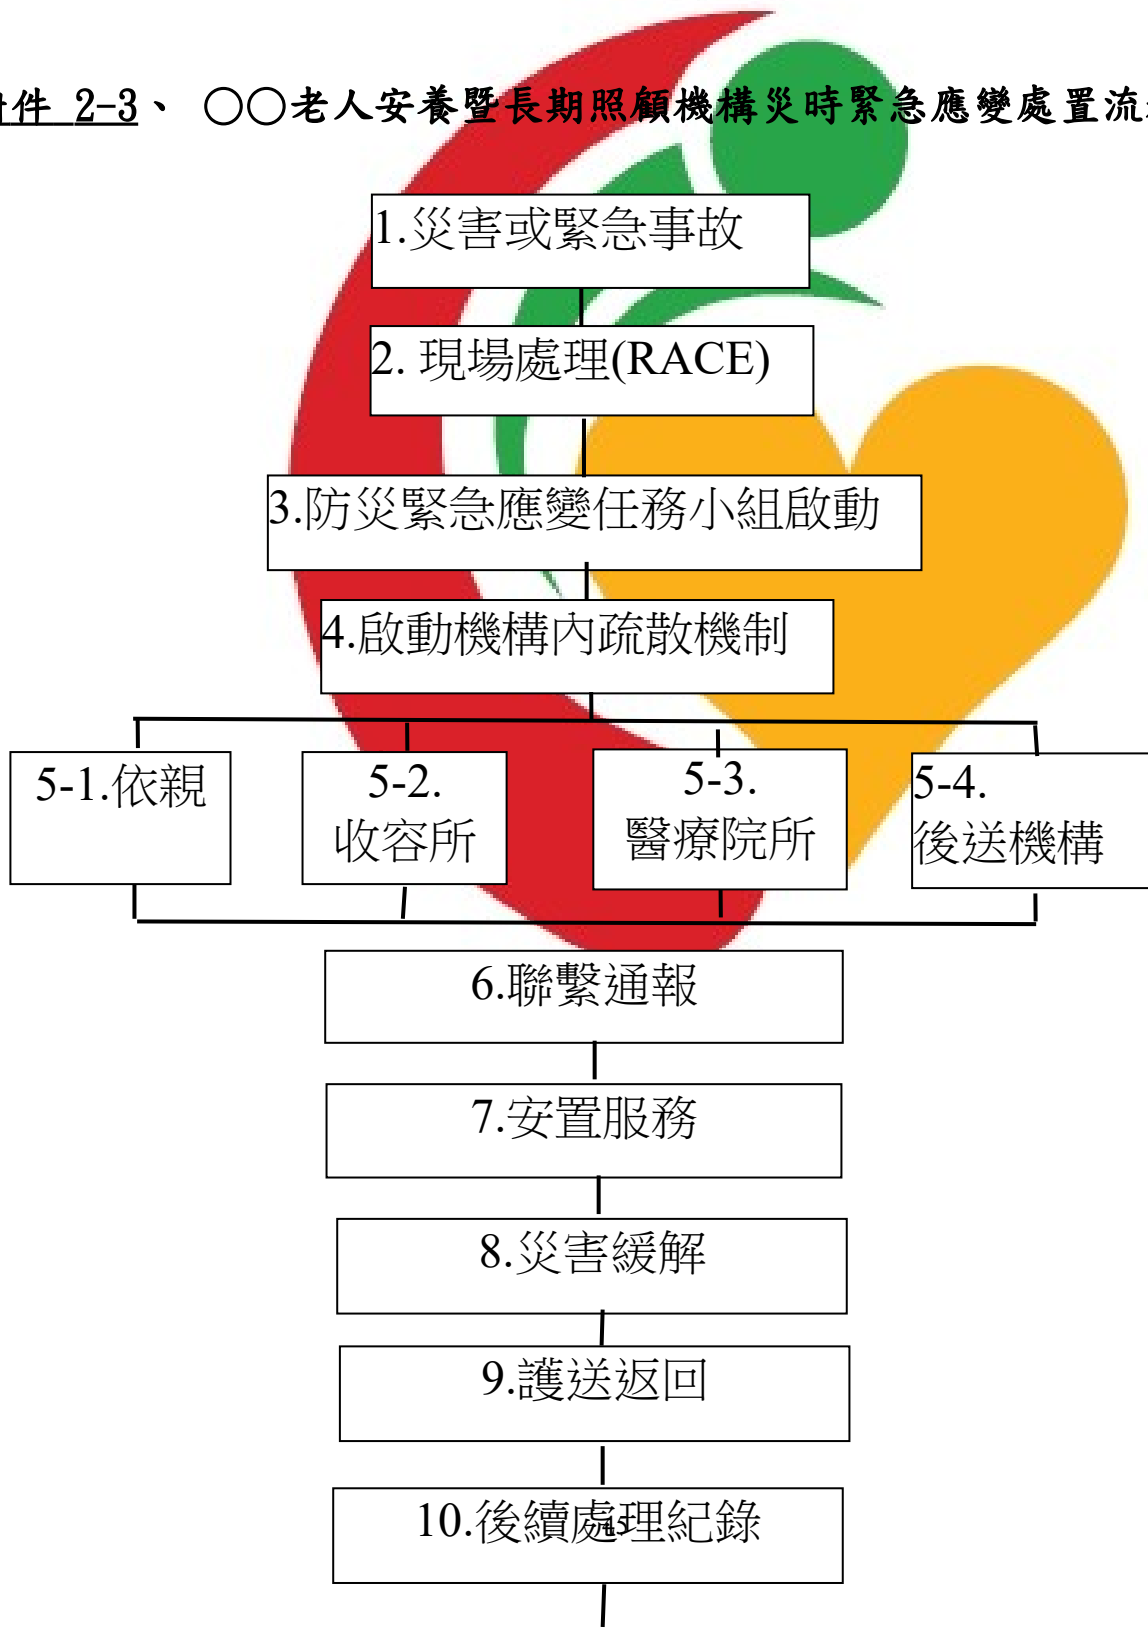 件 2-3、 ○○老人安養暨長期照顧機構災時緊急應變處置流
1.災害或緊急事故
2. 現場處理(RACE)
3.防災緊急應變任務小組啟動
4.啟動機構內疏散機制
5-1.依親
5-2.
收容所
5-3.
醫療院所
5-4.
後送機構
6.聯繫通報
7.安置服務
8.災害緩解
9.護送返回
10.後續處理紀錄